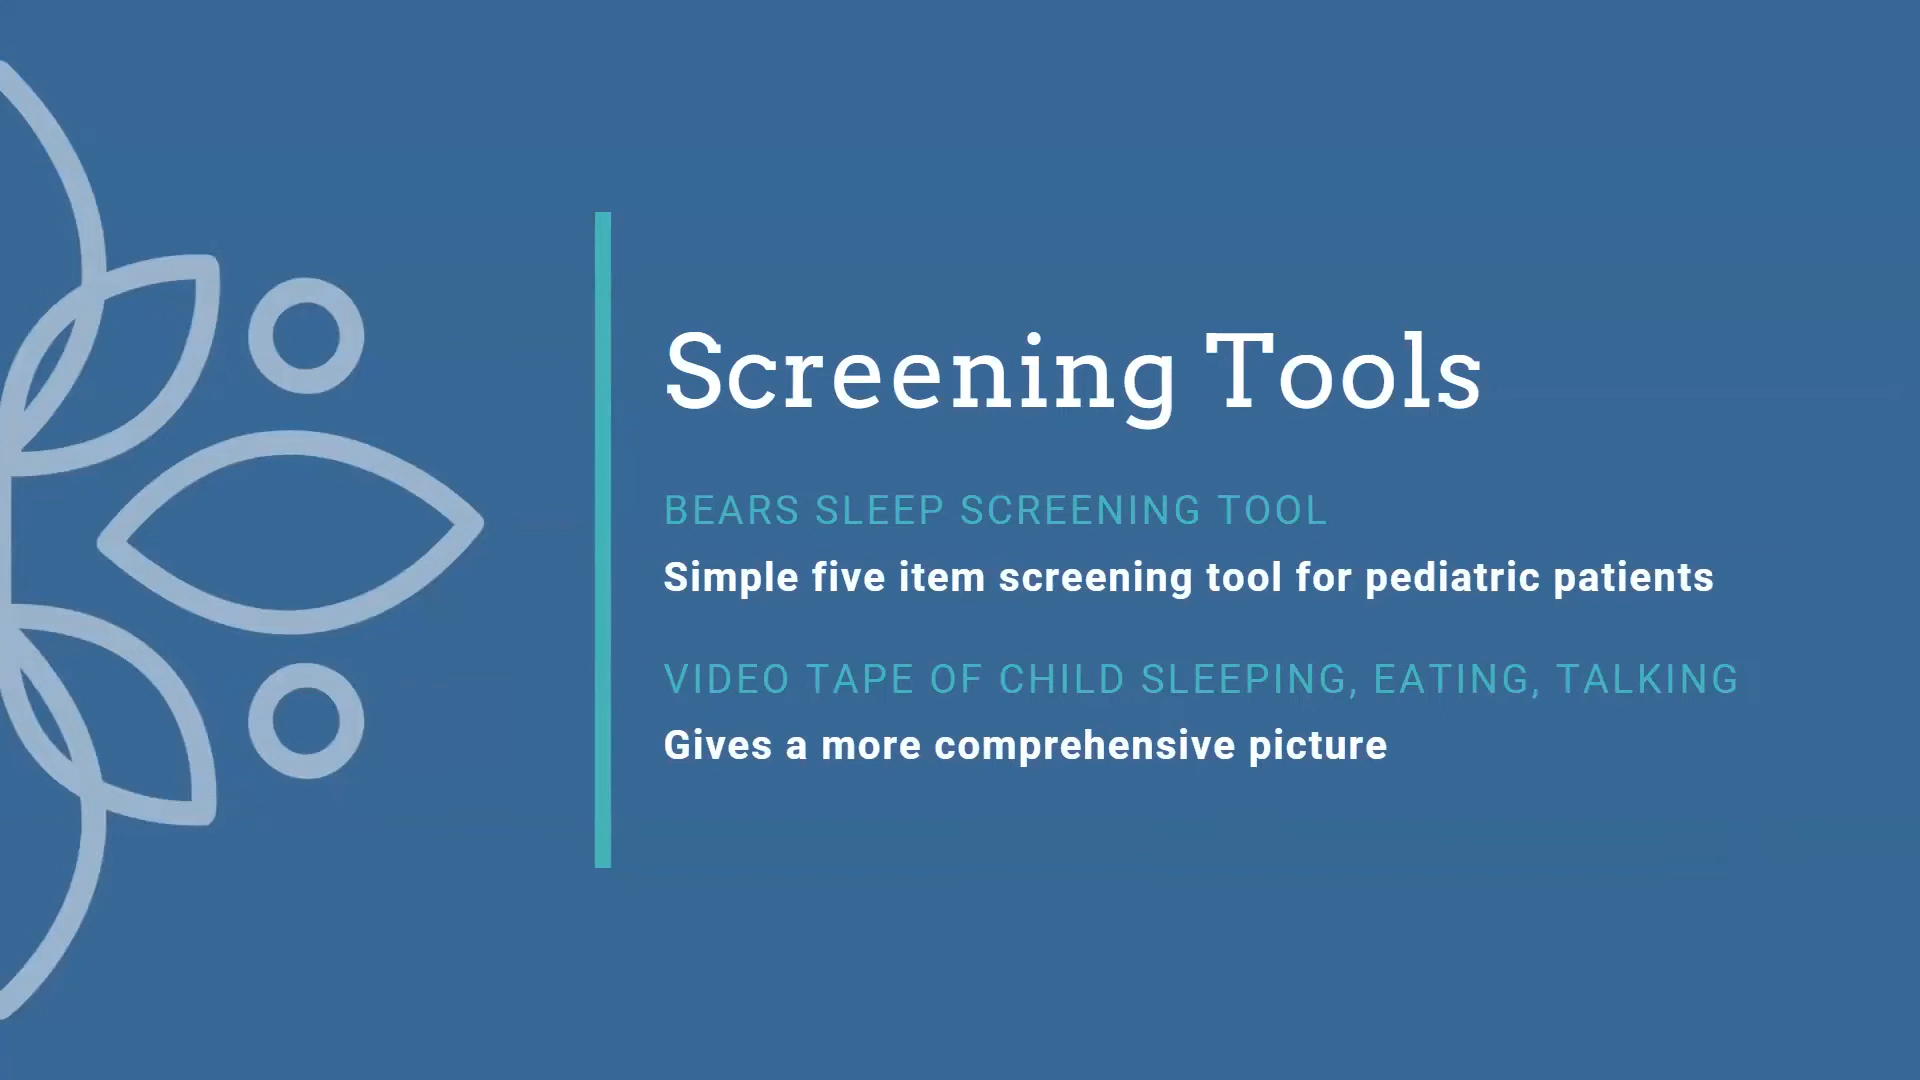 Screening Tools
BEARS SLEEP SCREENING TOOL
Simple five item screening tool for pediatric patients
VIDEO TAPE OF CHILD SLEEPING, EATING, TALKING
Gives a more comprehensive picture